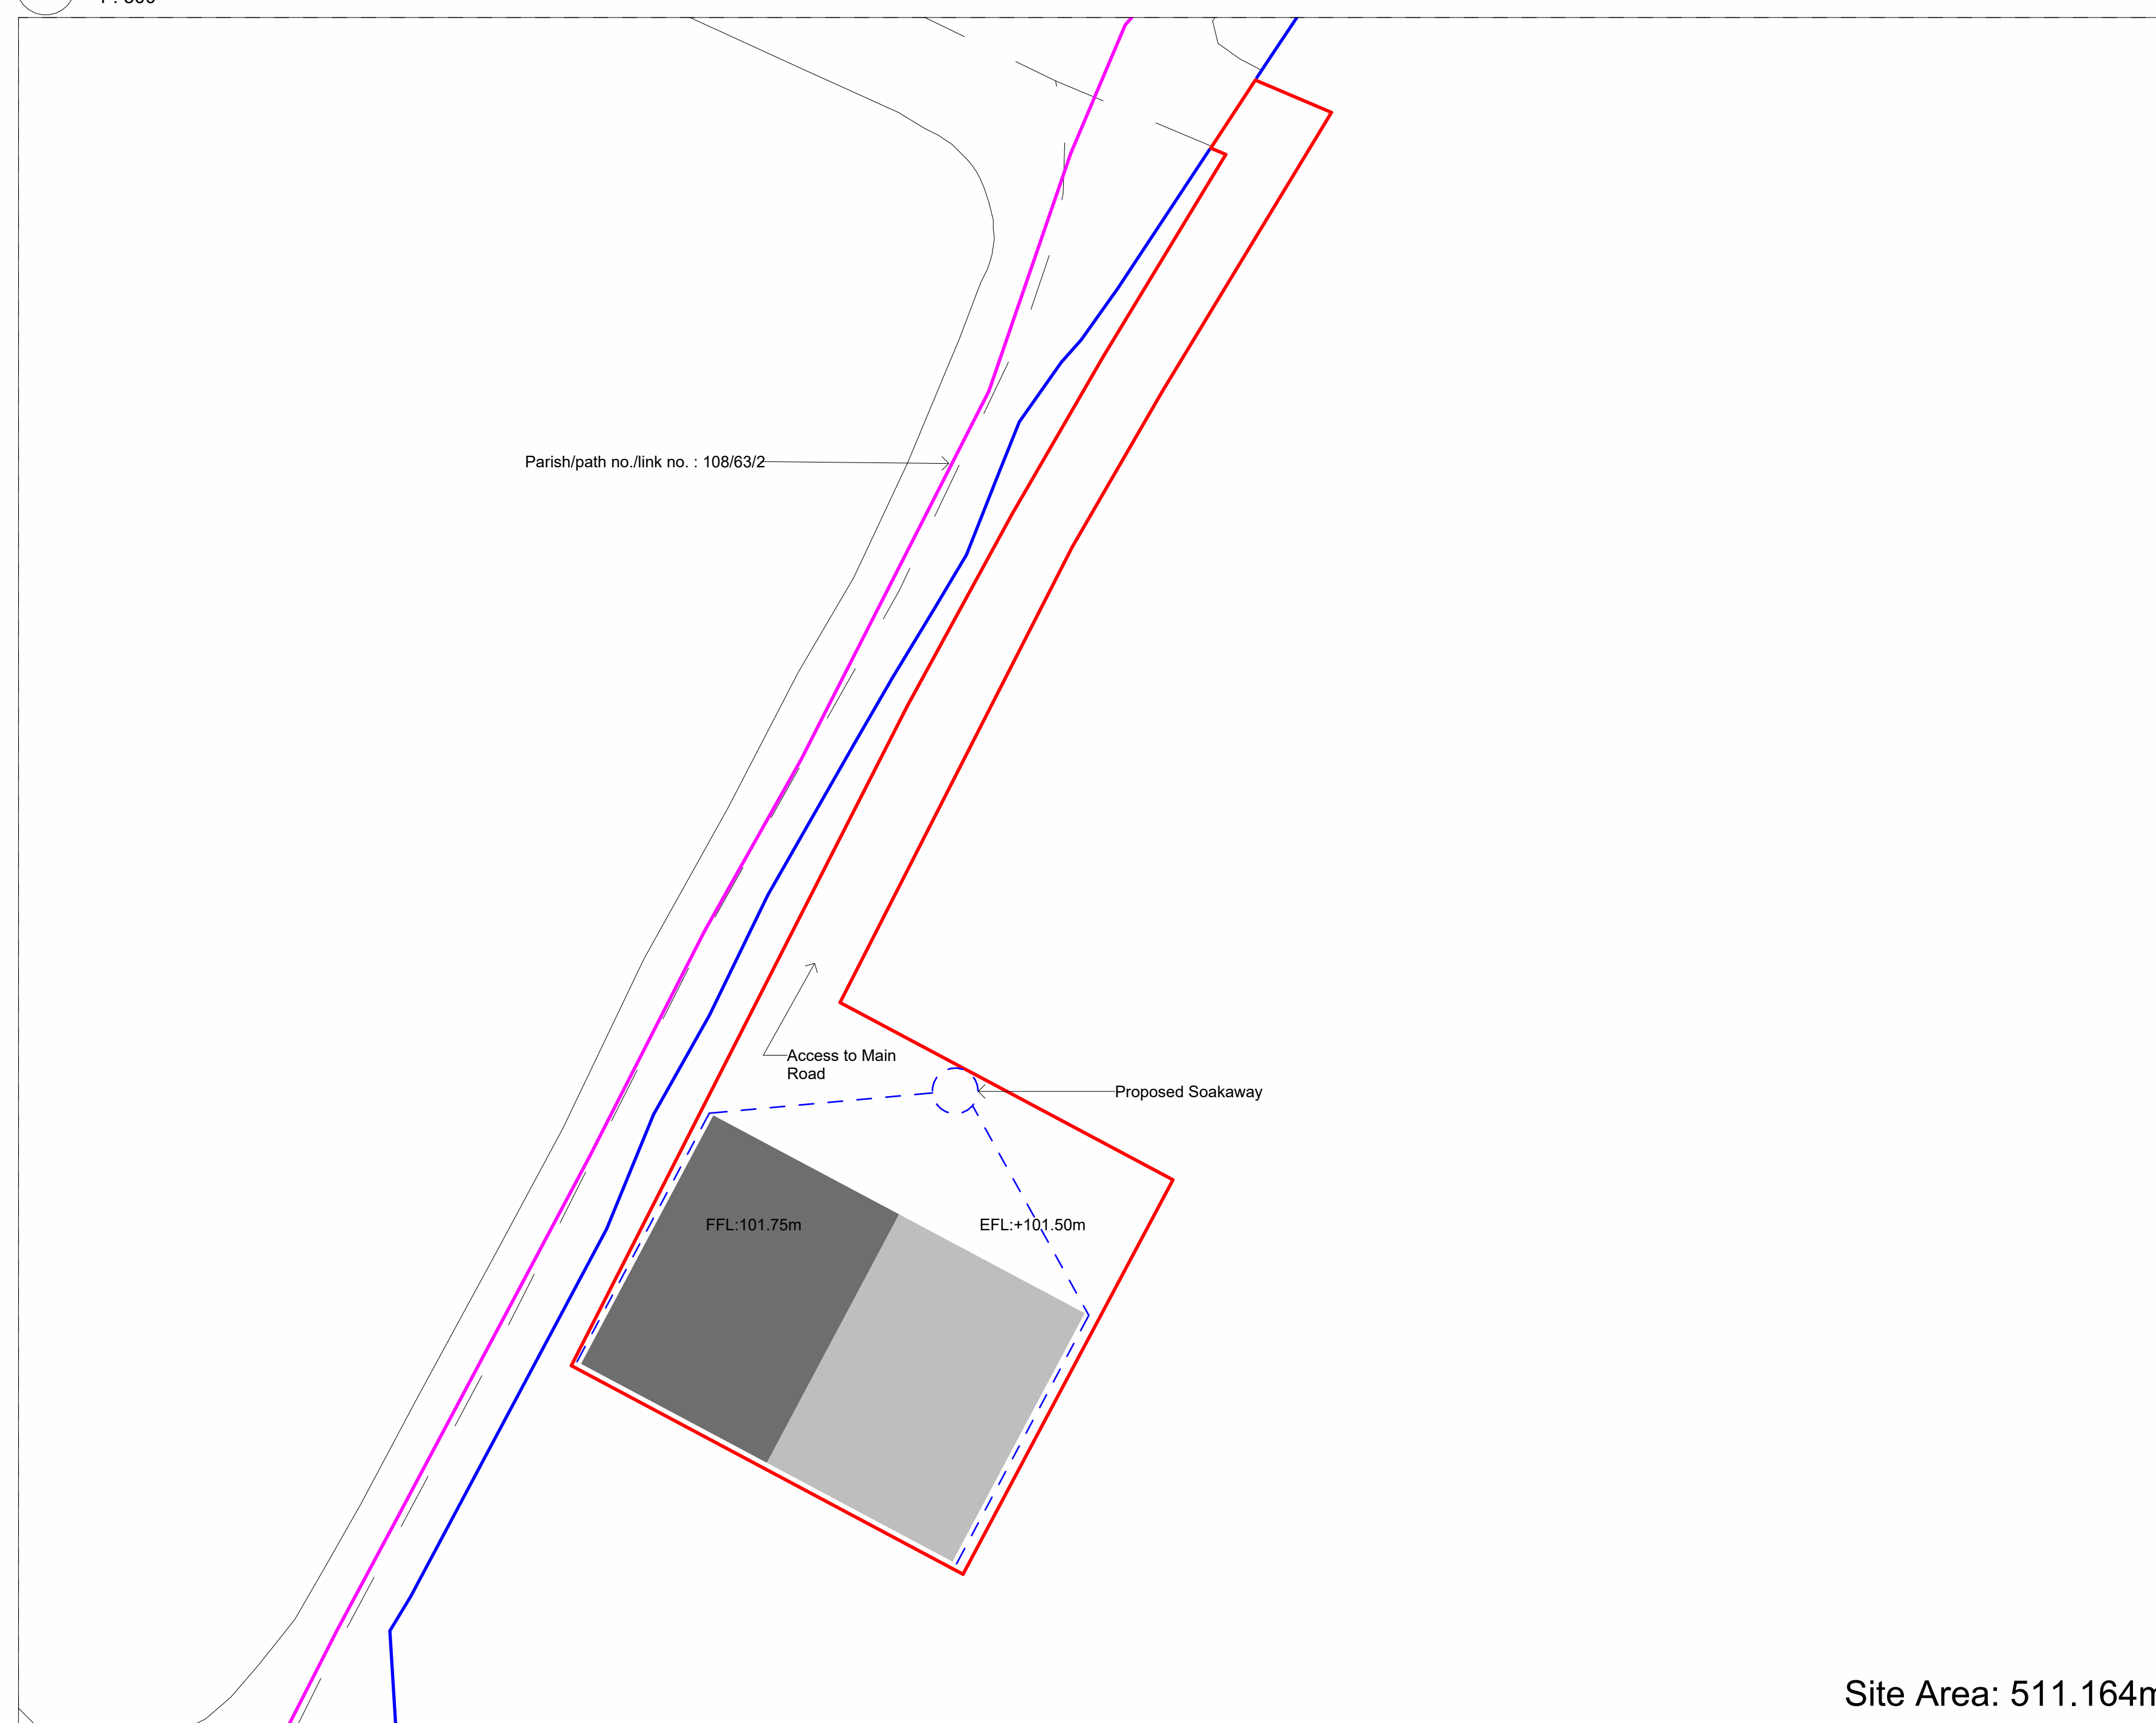 Parish/path no./link no. : 108/63/2
Access to Main
Road
Proposed Soakaway
FFL:101.75m
EFL:+101.50m
Site Area: 511.164m